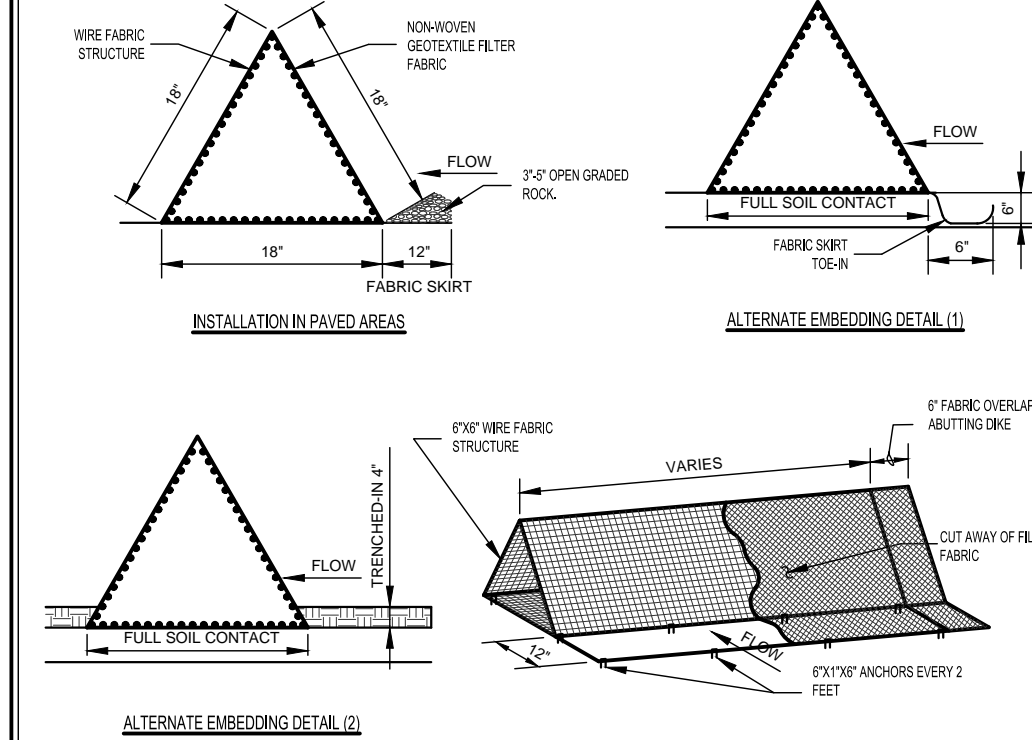 WIRE FABRIC
STRUCTURE
NON-WOVEN
GEOTEXTILE FILTER
FABRIC
18"
18"
FLOW
3"-5" OPEN GRADED
ROCK.
18"
12"
FABRIC SKIRT
INSTALLATION IN PAVED AREAS
FLOW
FULL SOIL CONTACT
6"
FABRIC SKIRT
TOE-IN
6"
ALTERNATE EMBEDDING DETAIL (1)
TRENCHED-IN 4"
FLOW
FULL SOIL CONTACT
ALTERNATE EMBEDDING DETAIL (2)
6"X6" WIRE FABRIC
STRUCTURE
VARIES
6" FABRIC OVERLAP
ABUTTING DIKE
CUT AWAY OF FIL
FABRIC
12"
FLOW
6"X1"X6" ANCHORS EVERY 2
FEET